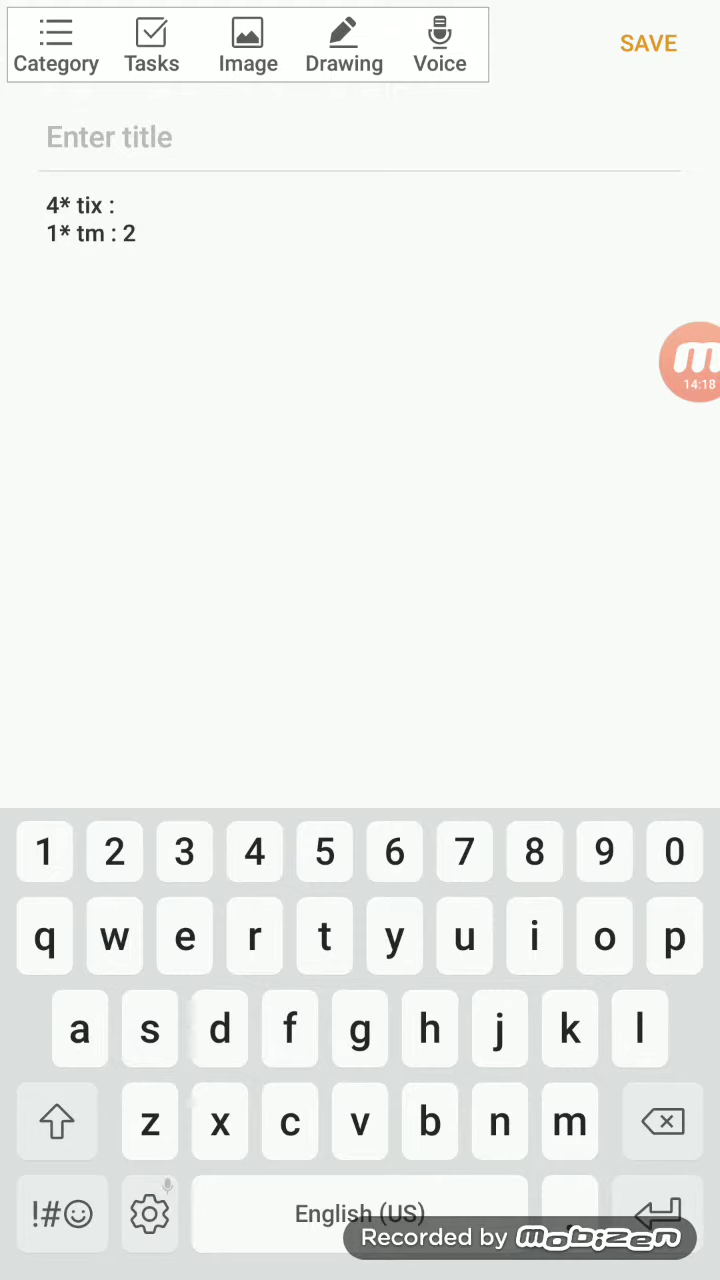 Category Tasks Image Drawing Voice SAVE
Enter title
4* tix :
1* tm : 2
m
14:18
1 2 3 4 5 6 7 8 9 0
q w e r t y u i o p
a s d f g h j k l
z x c v b n m
!#☺ English (US) .
Recorded by mobizen